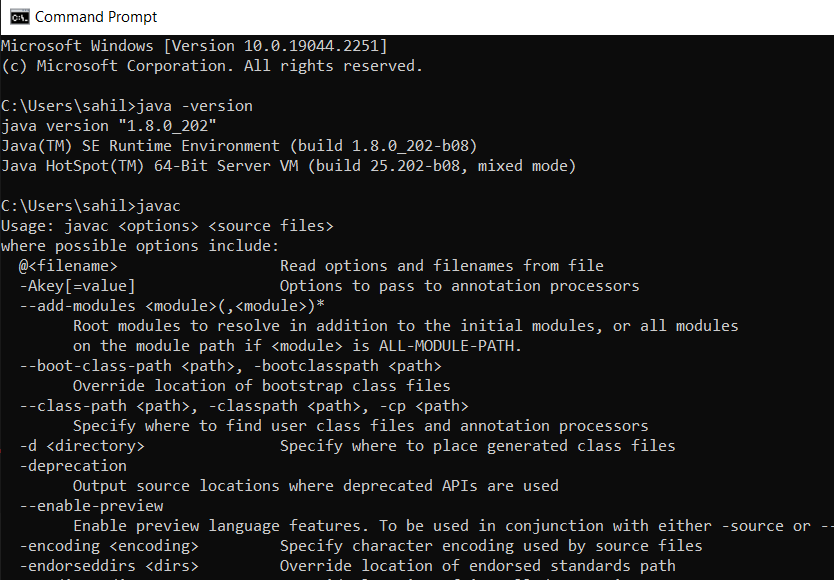 Command Prompt
Microsoft Windows [Version 10.0.19044.2251]
(c) Microsoft Corporation. All rights reserved.
C:\Users\sahil>java -version
java version "1.8.0_202"
Java(TM) SE Runtime Environment (build 1.8.0_202-b08)
Java HotSpot(TM) 64-Bit Server VM (build 25.202-b08, mixed mode)
C:\Users\sahil>javac
Usage: javac <options> <source files>
where possible options include:
  @<filename>                  Read options and filenames from file
  -Akey[=value]                Options to pass to annotation processors
  --add-modules <module>(,<module>)*
        Root modules to resolve in addition to the initial modules, or all modules
        on the module path if <module> is ALL-MODULE-PATH.
  --boot-class-path <path>, -bootclasspath <path>
        Override location of bootstrap class files
  --class-path <path>, -classpath <path>, -cp <path>
        Specify where to find user class files and annotation processors
  -d <directory>               Specify where to place generated class files
  -deprecation
        Output source locations where deprecated APIs are used
  --enable-preview
        Enable preview language features. To be used in conjunction with either -source or --
  -encoding <encoding>         Specify character encoding used by source files
  -endorseddirs <dirs>         Override location of endorsed standards path